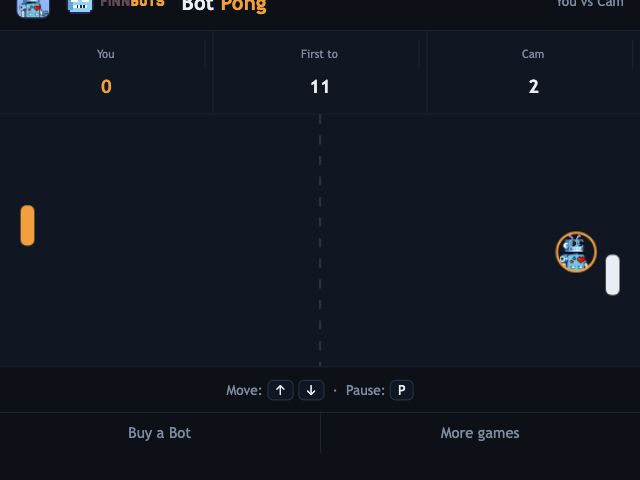 FINNBOTS
Bot Pong
You vs Cam
You
First to
Cam
0
11
2
Move: ↑ ↓ · Pause: P
Buy a Bot
More games